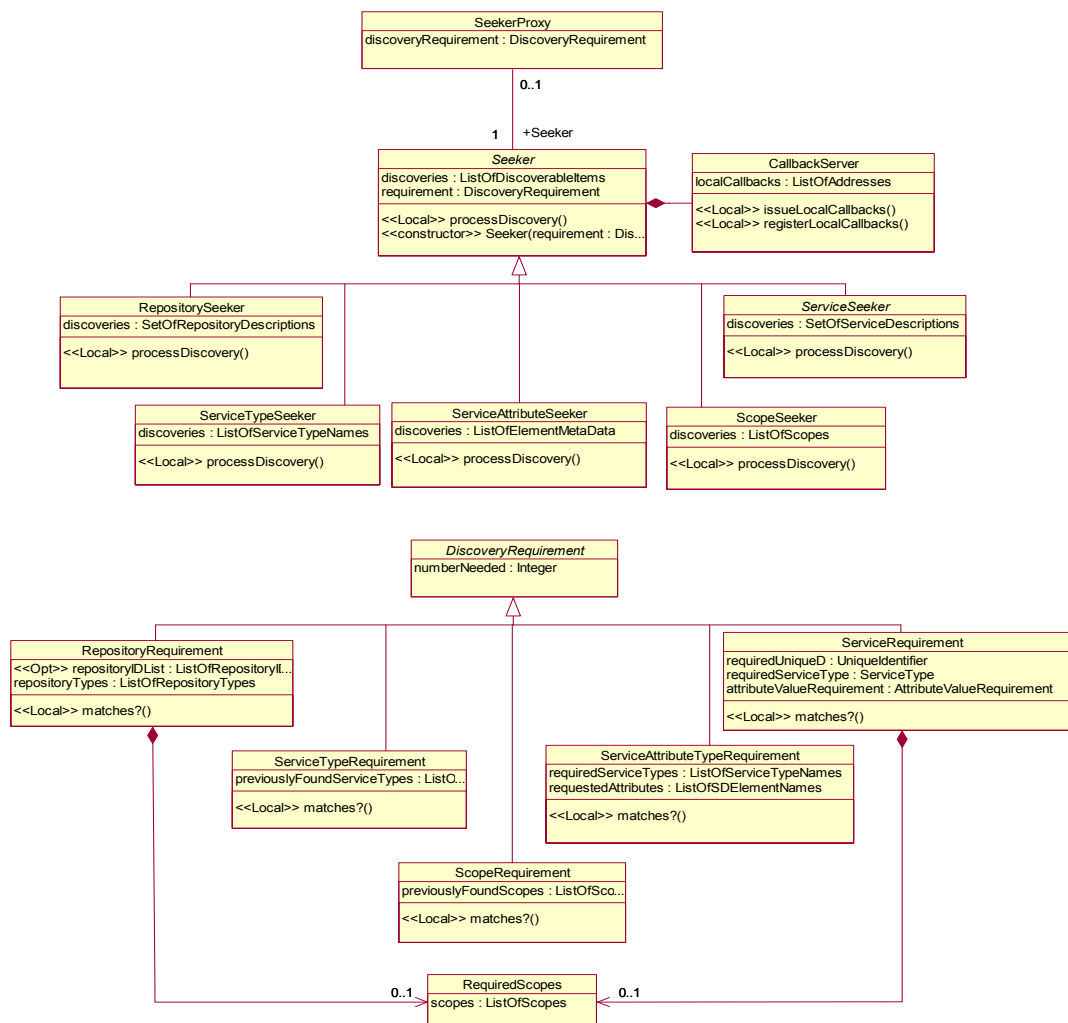 SeekerProxy
discoveryRequirement : DiscoveryRequirement
0..1
1
+Seeker
Seeker
discoveries : ListOfDiscoverableItems
requirement : DiscoveryRequirement
<<Local>> processDiscovery()
<<constructor>> Seeker(requirement : Dis...
CallbackServer
localCallbacks : ListOfAddresses
<<Local>> issueLocalCallbacks()
<<Local>> registerLocalCallbacks()
RepositorySeeker
discoveries : SetOfRepositoryDescriptions
<<Local>> processDiscovery()
ServiceSeeker
discoveries : SetOfServiceDescriptions
<<Local>> processDiscovery()
ServiceTypeSeeker
discoveries : ListOfServiceTypeNames
<<Local>> processDiscovery()
ServiceAttributeSeeker
discoveries : ListOfElementMetaData
<<Local>> processDiscovery()
ScopeSeeker
discoveries : ListOfScopes
<<Local>> processDiscovery()
DiscoveryRequirement
numberNeeded : Integer
RepositoryRequirement
<<Opt>> repositoryIDList : ListOfRepositoryI...
repositoryTypes : ListOfRepositoryTypes
<<Local>> matches?()
ServiceRequirement
requiredUniqueD : UniqueIdentifier
requiredServiceType : ServiceType
attributeValueRequirement : AttributeValueRequirement
<<Local>> matches?()
ServiceTypeRequirement
previouslyFoundServiceTypes : ListO...
<<Local>> matches?()
ServiceAttributeTypeRequirement
requiredServiceTypes : ListOfServiceTypeNames
requestedAttributes : ListOfSDElementNames
<<Local>> matches?()
ScopeRequirement
previouslyFoundScopes : ListOfSco...
<<Local>> matches?()
0..1
RequiredScopes
scopes : ListOfScopes
0..1